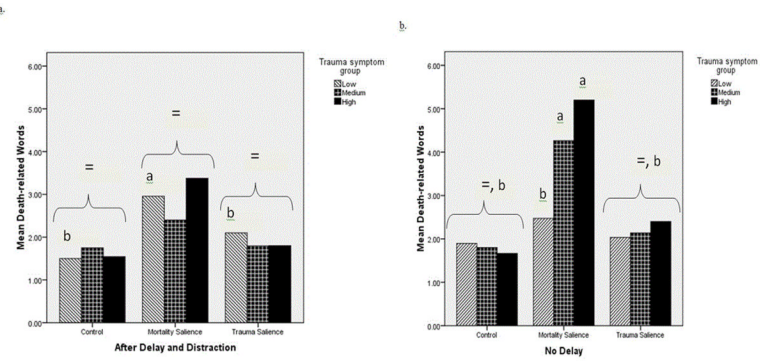 a.
Trauma symptom
group
Low
Medium
High
Mean Death-related Words
6.00
5.00
4.00
3.00
2.00
1.00
0.00
=
=
=
b
a
b
Control
Mortality Salience
Trauma Salience
After Delay and Distraction
b.
Trauma symptom
group
Low
Medium
High
Mean Death-related Words
6.00
5.00
4.00
3.00
2.00
1.00
0.00
=, b
b
a
a
=, b
Control
Mortality Salience
Trauma Salience
No Delay